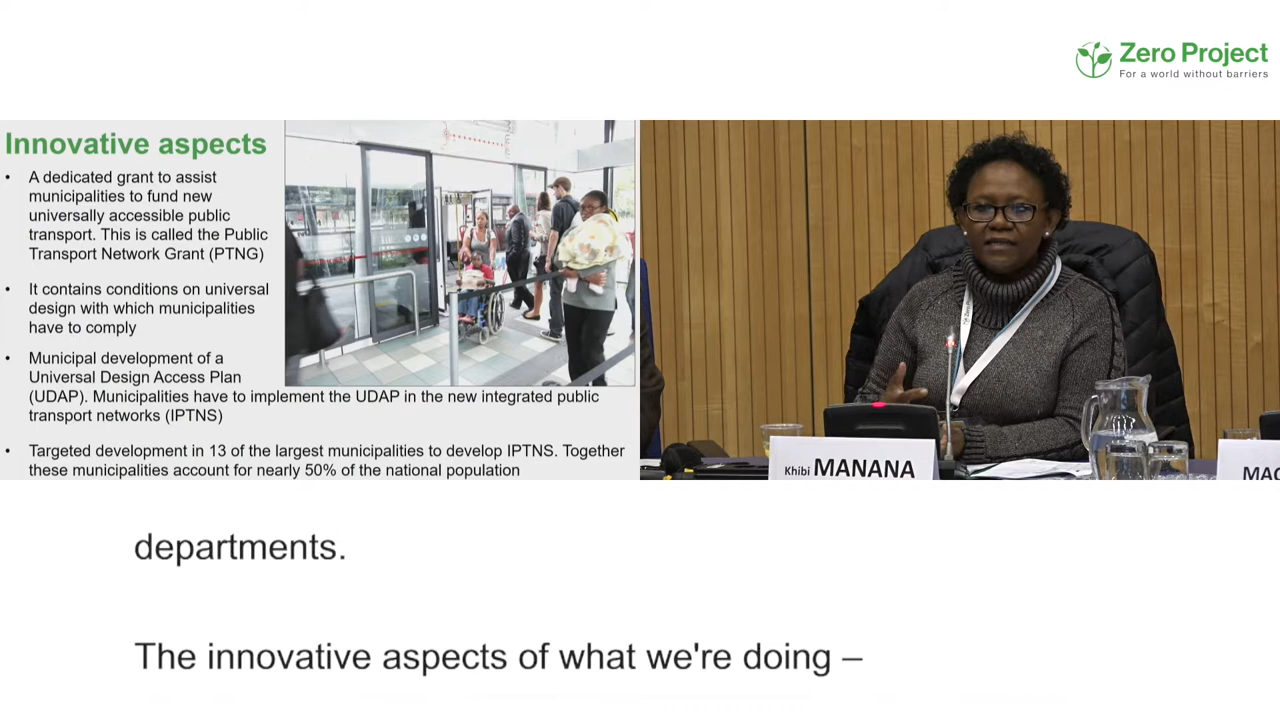 Zero Project
For a world without barriers
Innovative aspects
• A dedicated grant to assist
municipalities to fund new
universally accessible public
transport. This is called the Public
Transport Network Grant (PTNG)
• It contains conditions on universal
design with which municipalities
have to comply
• Municipal development of a
Universal Design Access Plan
(UDAP). Municipalities have to implement the UDAP in the new integrated public
transport networks (IPTNS)
• Targeted development in 13 of the largest municipalities to develop IPTNS. Together
these municipalities account for nearly 50% of the national population
Khibi MANANA
departments.
The innovative aspects of what we're doing –